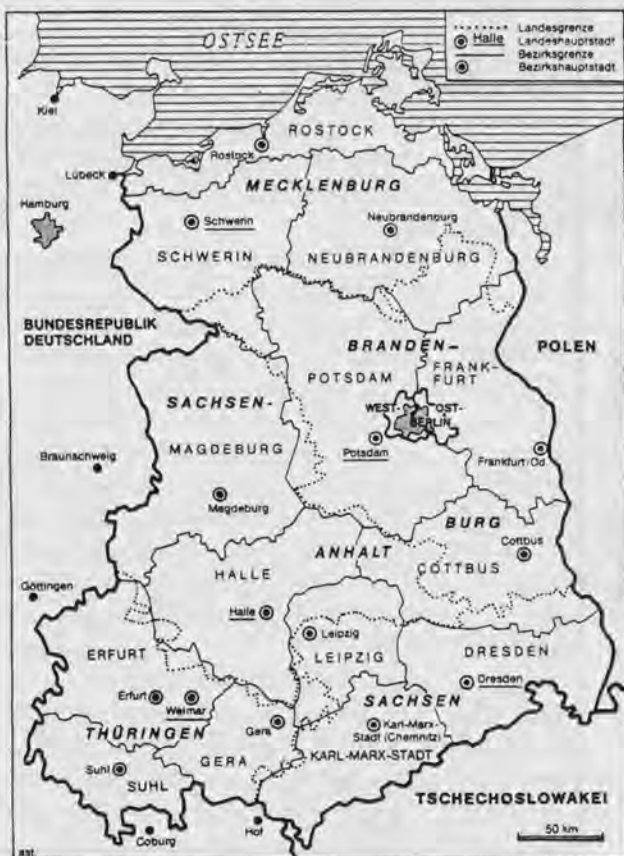 OSTSEE
Landesgrenze
Halle Landeshauptstadt
Bezirksgrenze
Bezirkshauptstadt
Kiel
ROSTOCK
Rostock
Lübeck
MECKLENBURG
Hamburg
Schwerin
Neubrandenburg
SCHWERIN
NEUBRANDENBURG
BUNDESREPUBLIK
DEUTSCHLAND
BRANDEN-
POLEN
POTSDAM
FRANK-
FURT
SACHSEN-
WEST-
OST-
BERLIN
MAGDEBURG
Potsdam
Braunschweig
Frankfurt/Od.
Magdeburg
BURG
Cottbus
ANHALT
HALLE
COTTBUS
Göttingen
Halle
Leipzig
ERFURT
LEIPZIG
DRESDEN
Dresden
Erfurt
Weimar
SACHSEN
THÜRINGEN
Gera
Karl-Marx-
Stadt (Chemnitz)
GERA
KARL-MARX-STADT
Suhl
SUHL
TSCHECHOSLOWAKEI
Coburg
Hof
50 km